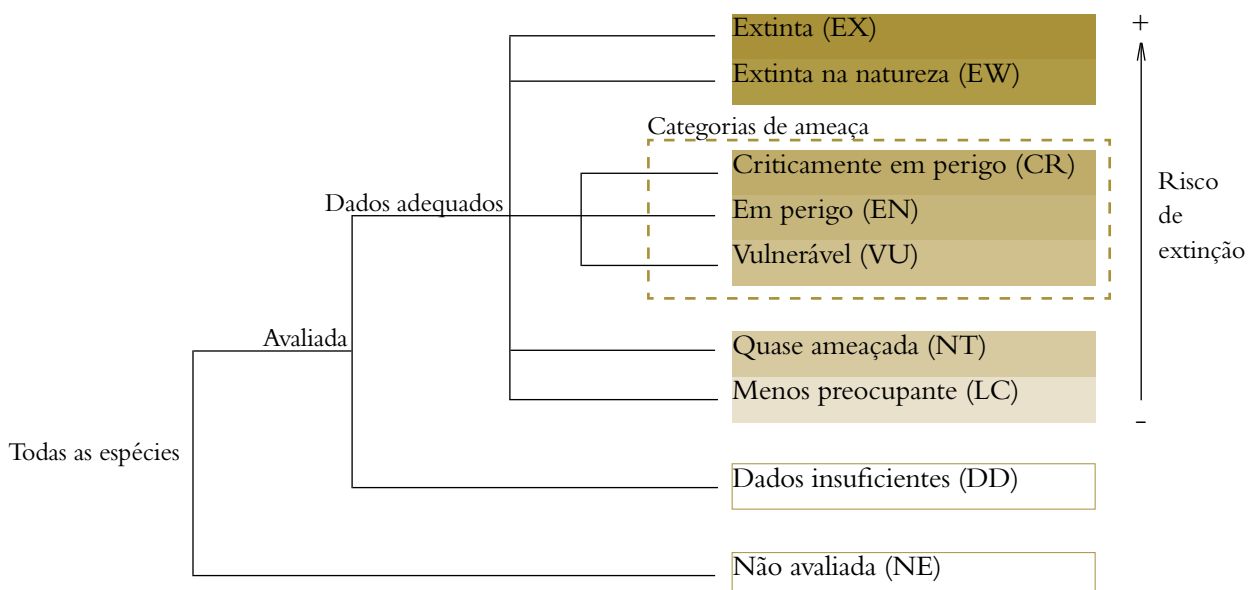 Extinta (EX)
+
Extinta na natureza (EW)
Categorias de ameaça
Criticamente em perigo (CR)
Dados adequados
Em perigo (EN)
Vulnerável (VU)
Risco
de
extinção
Avaliada
Quase ameaçada (NT)
Menos preocupante (LC)
-
Todas as espécies
Dados insuficientes (DD)
Não avaliada (NE)